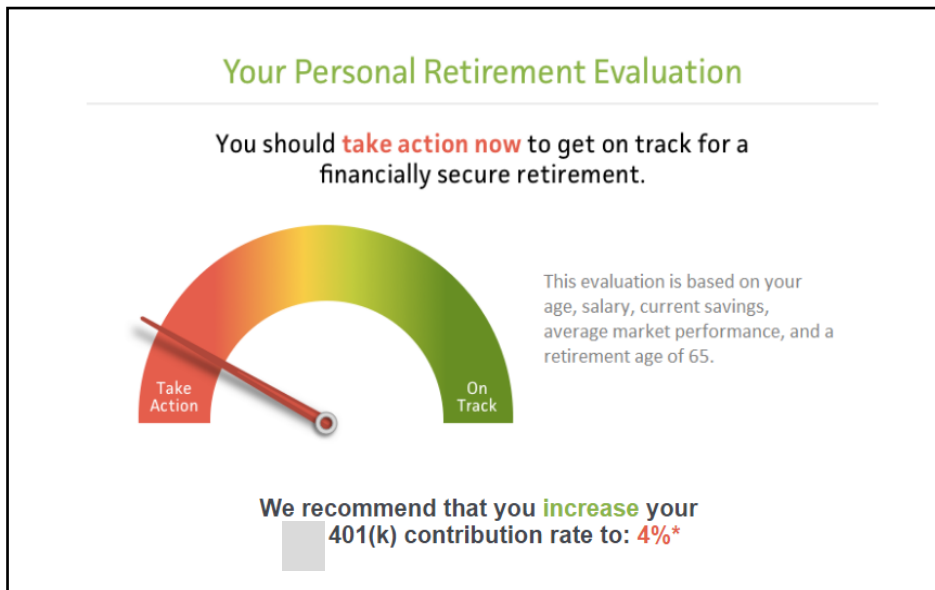 Your Personal Retirement Evaluation
You should take action now to get on track for a
financially secure retirement.
This evaluation is based on your
age, salary, current savings,
average market performance, and a
retirement age of 65.
Take
Action
On
Track
We recommend that you increase your
401(k) contribution rate to: 4%*